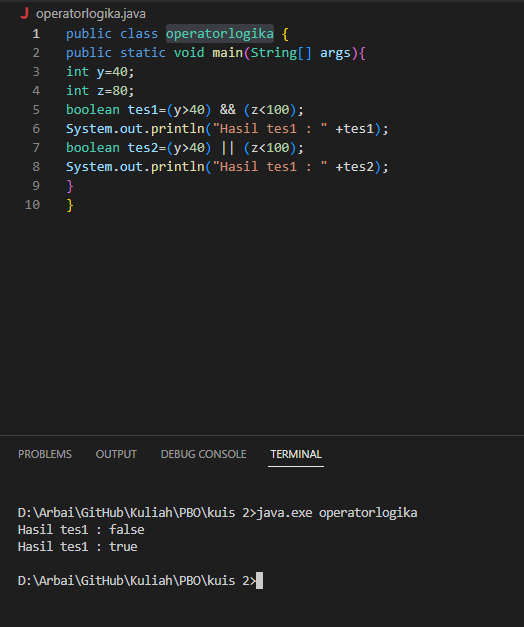 J operatorlogika.java
1 public class operatorlogika {
2 public static void main(String[] args){
3 int y=40;
4 int z=80;
5 boolean tes1=(y>40) && (z<100);
6 System.out.println("Hasil tes1 : " +tes1);
7 boolean tes2=(y>40) || (z<100);
8 System.out.println("Hasil tes1 : " +tes2);
9 }
10 }
PROBLEMS OUTPUT DEBUG CONSOLE TERMINAL
D:\Arbai\GitHub\Kuliah\PBO\kuis 2>java.exe operatorlogika
Hasil tes1 : false
Hasil tes1 : true
D:\Arbai\GitHub\Kuliah\PBO\kuis 2>